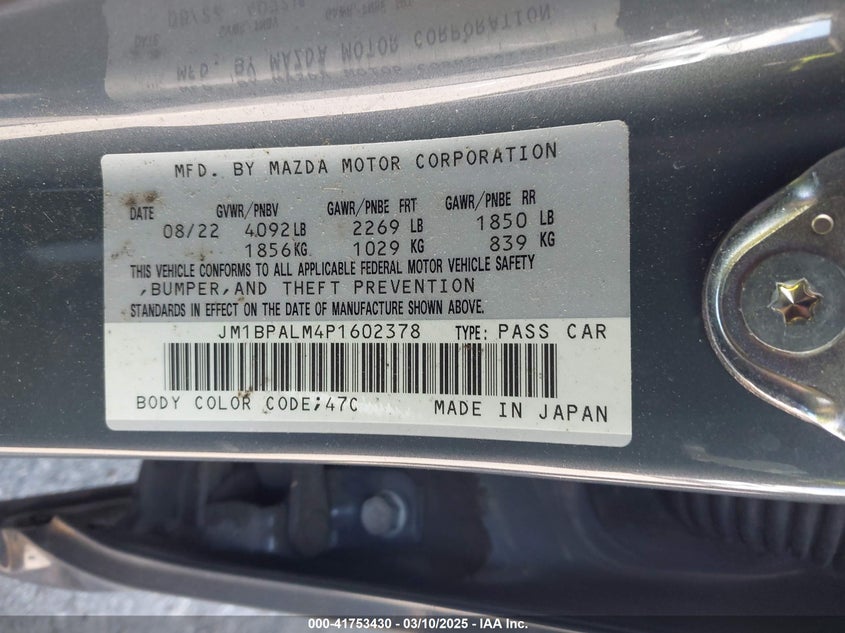 MFD. BY MAZDA MOTOR CORPORATION
DATE GVWR/PNBV GAWR/PNBE FRT GAWR/PNBE RR
08/22 4092LB 2269 LB 1850 LB
1856KG 1029 KG 839 KG
THIS VEHICLE CONFORMS TO ALL APPLICABLE FEDERAL MOTOR VEHICLE SAFETY
,BUMPER,AND THEFT PREVENTION
STANDARDS IN EFFECT ON THE DATE OF MANUFACTURE SHOWN ABOVE.
JM1BPALM4P1602378 TYPE: PASS CAR
BODY COLOR CODE;47C MADE IN JAPAN
000-41753430 - 03/10/2025 - IAA Inc.